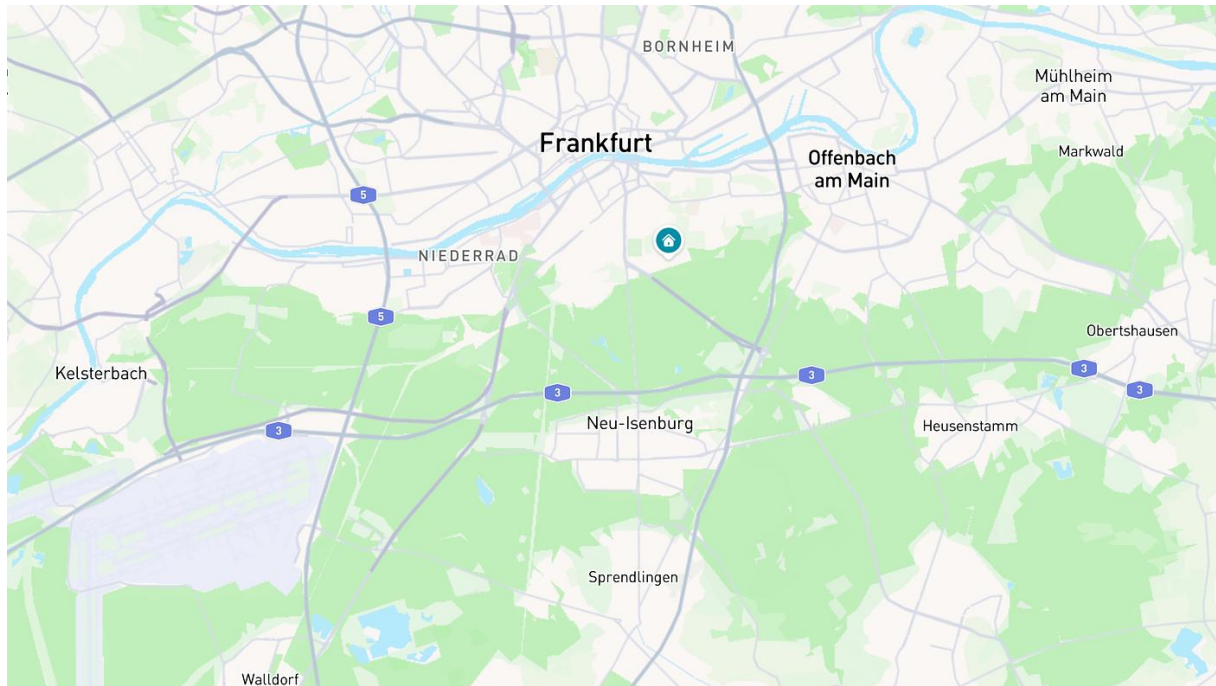 BORNHEIM
Mühlheim
am Main
Frankfurt
Offenbach
am Main
Markwald
5
NIEDERRAD
5
Obertshausen
Kelsterbach
3
3
3
3
Neu-Isenburg
Heusenstamm
3
Sprendlingen
Walldorf